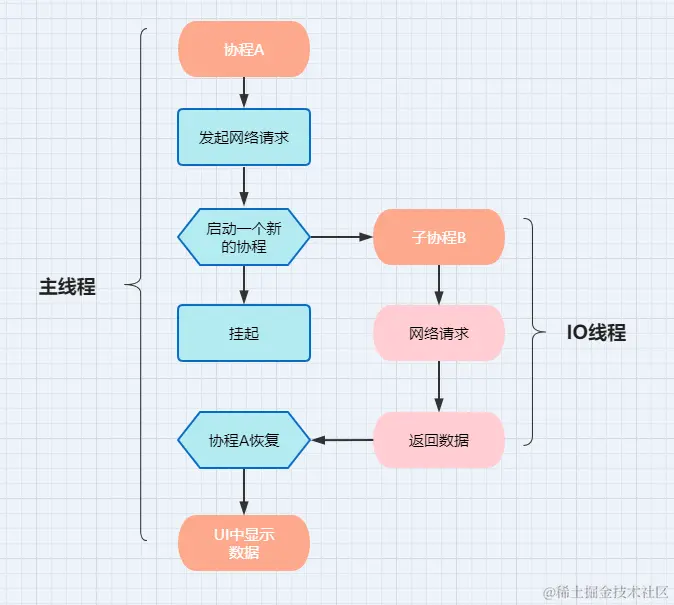 协程A
发起网络请求
启动一个新
的协程
子协程B
主线程
挂起
网络请求
IO线程
协程A恢复
返回数据
UI中显示
数据
@稀土掘金技术社区